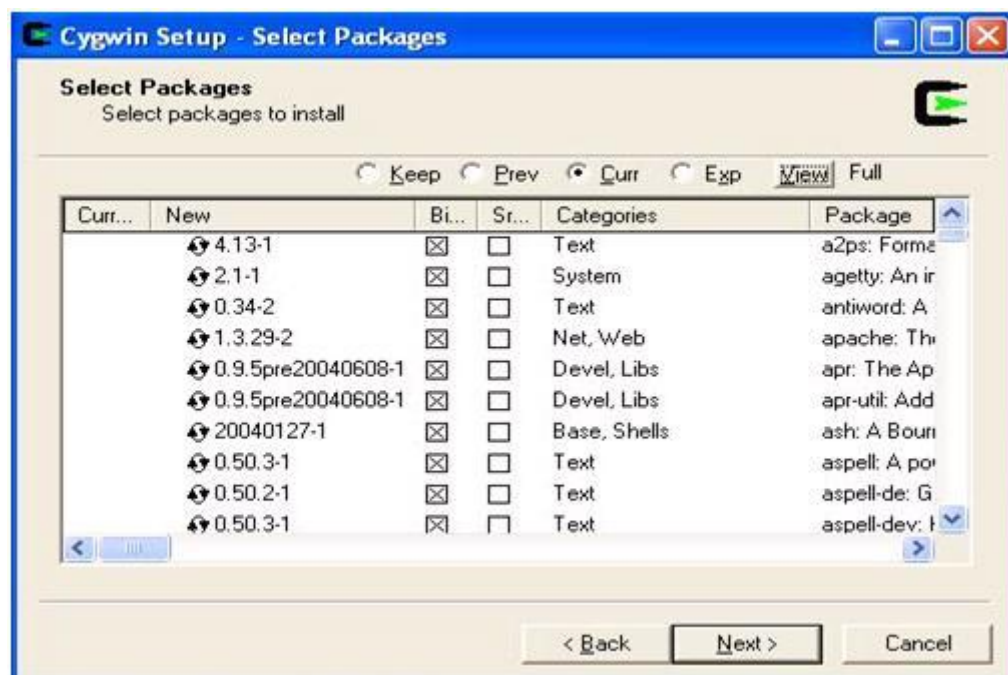 Cygwin Setup - Select Packages
Select Packages
Select packages to install
Keep Prev Curr Exp View Full
Curr... New Bi... Sr... Categories Package
4.13-1 Text a2ps: Forma
2.1-1 System agetty: An ir
0.34-2 Text antiword: A
1.3.29-2 Net, Web apache: The
0.9.5pre20040608-1 Devel, Libs apr: The Ap
0.9.5pre20040608-1 Devel, Libs apr-util: Add
20040127-1 Base, Shells ash: A Bourn
0.50.3-1 Text aspell: A po
0.50.2-1 Text aspell-de: G
0.50.3-1 Text aspell-dev:
< Back Next > Cancel